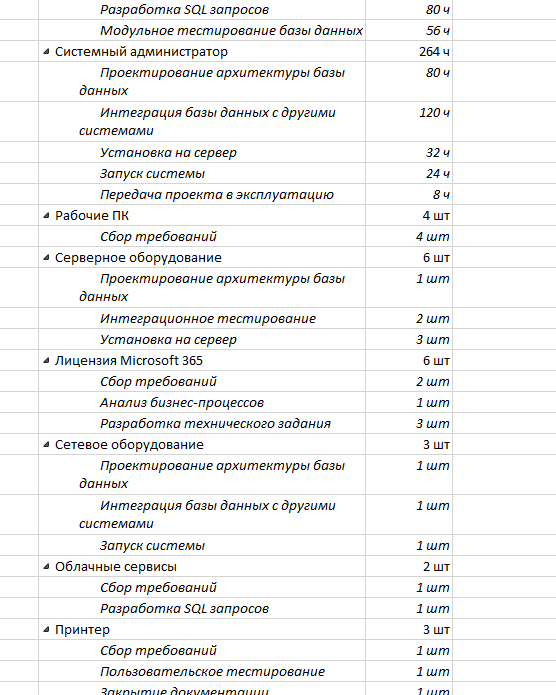 Разработка SQL запросов 80 ч
Модульное тестирование базы данных 56 ч
Системный администратор 264 ч
Проектирование архитектуры базы 80 ч
данных
Интеграция базы данных с другими 120 ч
системами
Установка на сервер 32 ч
Запуск системы 24 ч
Передача проекта в эксплуатацию 8 ч
Рабочие ПК 4 шт
Сбор требований 4 шт
Серверное оборудование 6 шт
Проектирование архитектуры базы 1 шт
данных
Интеграционное тестирование 2 шт
Установка на сервер 3 шт
Лицензия Microsoft 365 6 шт
Сбор требований 2 шт
Анализ бизнес-процессов 1 шт
Разработка технического задания 3 шт
Сетевое оборудование 3 шт
Проектирование архитектуры базы 1 шт
данных
Интеграция базы данных с другими 1 шт
системами
Запуск системы 1 шт
Облачные сервисы 2 шт
Сбор требований 1 шт
Разработка SQL запросов 1 шт
Принтер 3 шт
Сбор требований 1 шт
Пользовательское тестирование 1 шт
Закрытие документации 1 шт